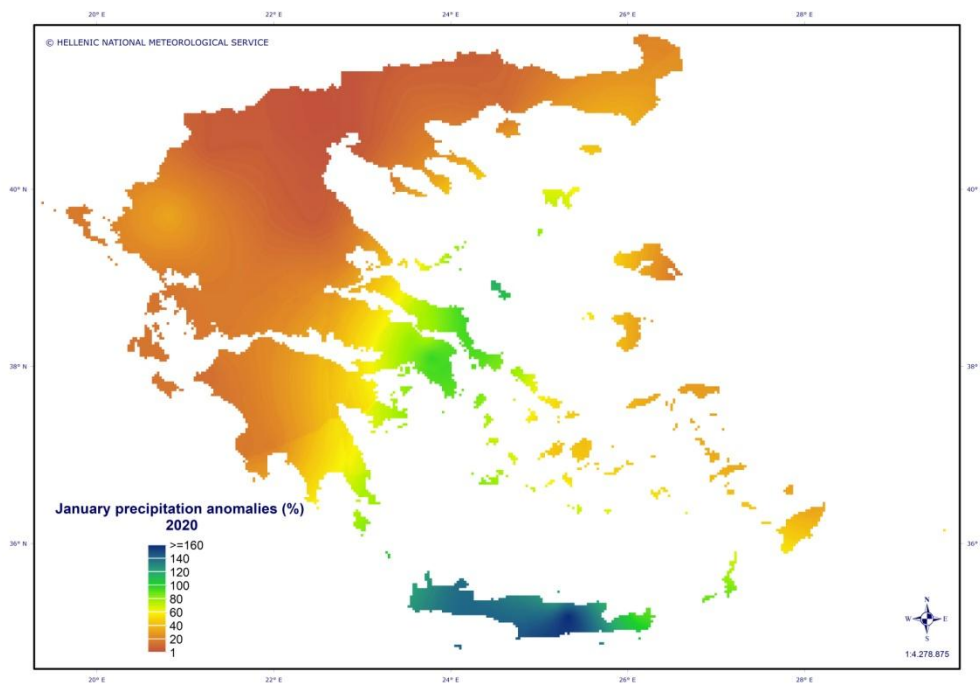 20° E 22° E 24° E 26° E 28° E
© HELLENIC NATIONAL METEOROLOGICAL SERVICE
40° N 40° N
38° N 38° N
36° N 36° N
January precipitation anomalies (%)
2020
>=160
140
120
100
80
60
40
20
1
N
W E
S
1:4.278.875
20° E 22° E 24° E 26° E 28° E